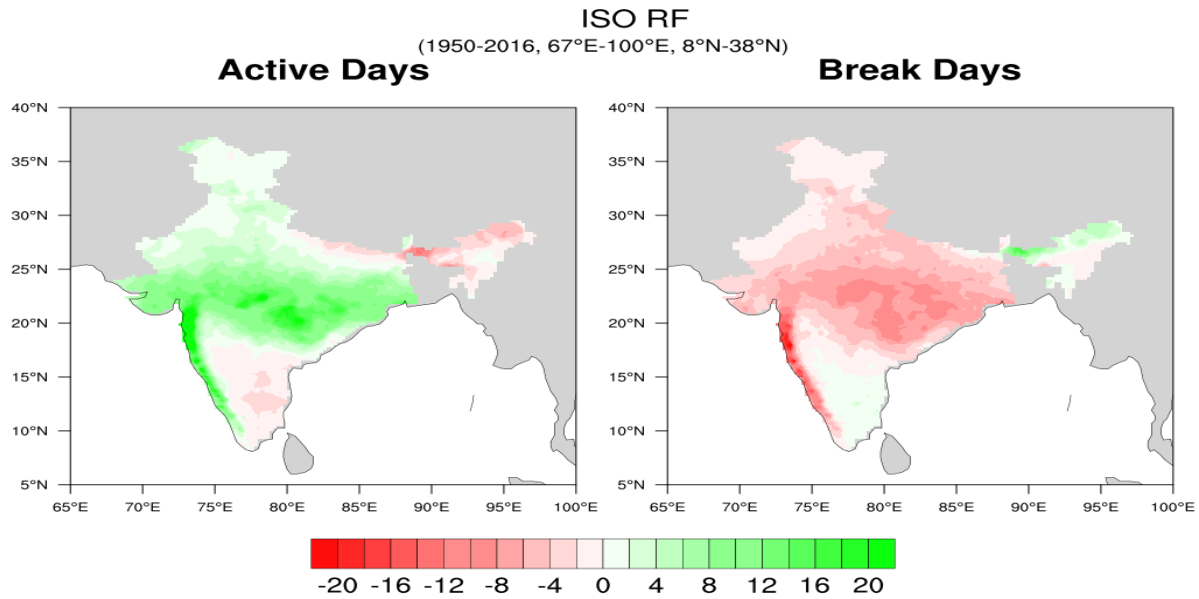 ISO RF
(1950-2016, 67°E-100°E, 8°N-38°N)
Active Days
Break Days
40°N
35°N
30°N
25°N
20°N
15°N
10°N
5°N
65°E 70°E 75°E 80°E 85°E 90°E 95°E 100°E
40°N
35°N
30°N
25°N
20°N
15°N
10°N
5°N
65°E 70°E 75°E 80°E 85°E 90°E 95°E 100°E
-20 -16 -12 -8 -4 0 4 8 12 16 20